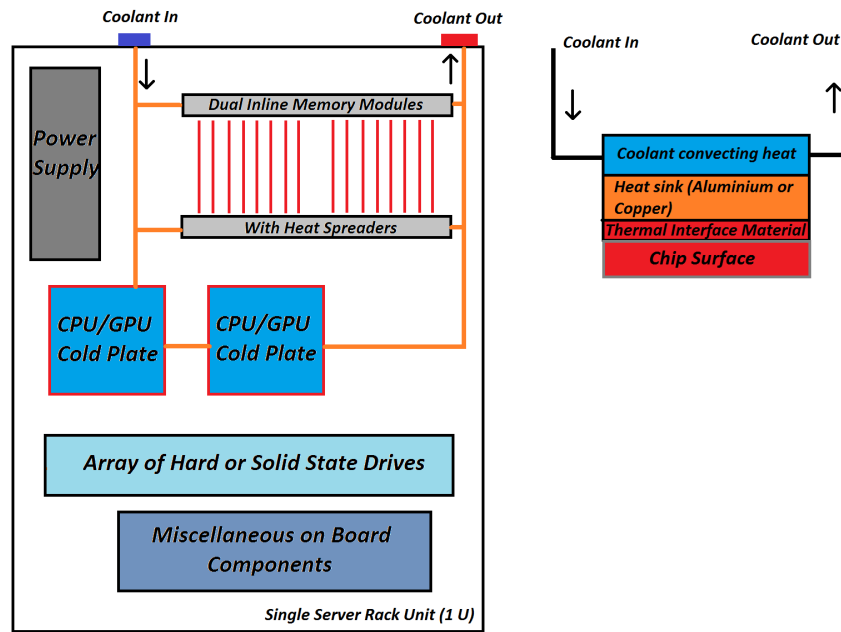 Coolant In
Coolant Out
Power
Supply
Dual Inline Memory Modules
With Heat Spreaders
CPU/GPU
Cold Plate
CPU/GPU
Cold Plate
Array of Hard or Solid State Drives
Miscellaneous on Board
Components
Single Server Rack Unit (1 U)
Coolant In
Coolant Out
Coolant convecting heat
Heat sink (Aluminium or
Copper)
Thermal Interface Material
Chip Surface